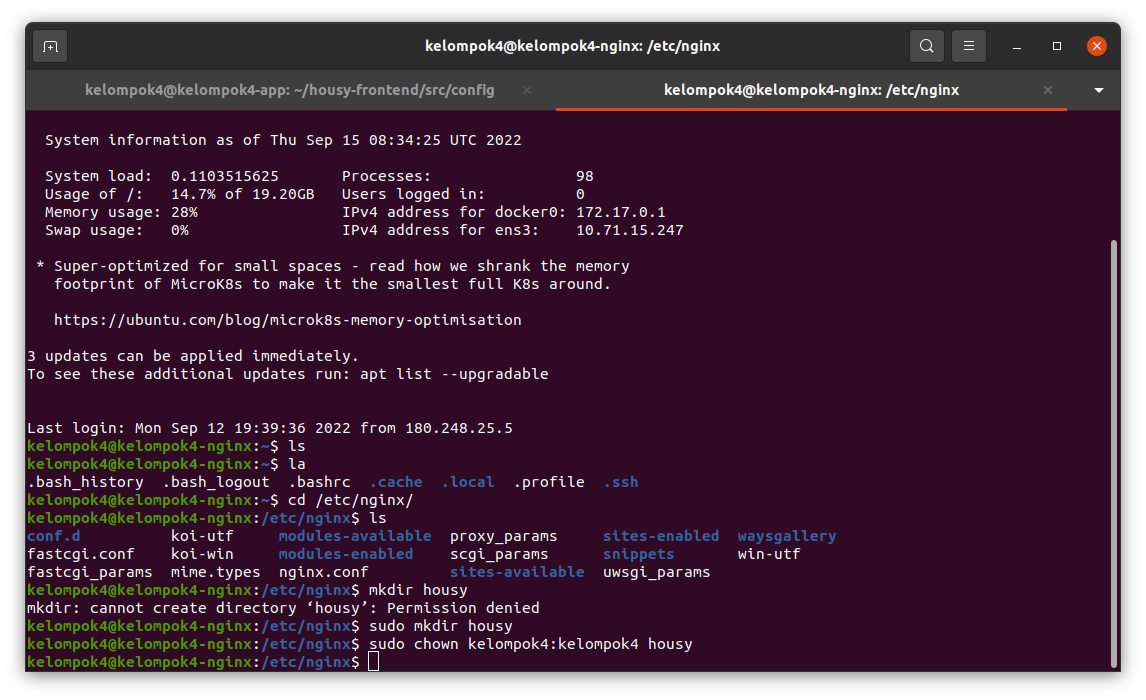 kelompok4@kelompok4-nginx: /etc/nginx
kelompok4@kelompok4-app: ~/housy-frontend/src/config
kelompok4@kelompok4-nginx: /etc/nginx
System information as of Thu Sep 15 08:34:25 UTC 2022
System load:  0.1103515625       Processes:                98
Usage of /:   14.7% of 19.20GB   Users logged in:          0
Memory usage: 28%                IPv4 address for docker0: 172.17.0.1
Swap usage:   0%                 IPv4 address for ens3:    10.71.15.247
* Super-optimized for small spaces - read how we shrank the memory
footprint of MicroK8s to make it the smallest full K8s around.
https://ubuntu.com/blog/microk8s-memory-optimisation
3 updates can be applied immediately.
To see these additional updates run: apt list --upgradable
Last login: Mon Sep 12 19:39:36 2022 from 180.248.25.5
kelompok4@kelompok4-nginx:~$ ls
kelompok4@kelompok4-nginx:~$ la
.bash_history  .bash_logout  .bashrc  .cache  .local  .profile  .ssh
kelompok4@kelompok4-nginx:~$ cd /etc/nginx/
kelompok4@kelompok4-nginx:/etc/nginx$ ls
conf.d          koi-utf     modules-available  proxy_params     sites-enabled  waysgallery
fastcgi.conf    koi-win     modules-enabled    scgi_params      snippets       win-utf
fastcgi_params  mime.types  nginx.conf         sites-available  uwsgi_params
kelompok4@kelompok4-nginx:/etc/nginx$ mkdir housy
mkdir: cannot create directory ‘housy’: Permission denied
kelompok4@kelompok4-nginx:/etc/nginx$ sudo mkdir housy
kelompok4@kelompok4-nginx:/etc/nginx$ sudo chown kelompok4:kelompok4 housy
kelompok4@kelompok4-nginx:/etc/nginx$